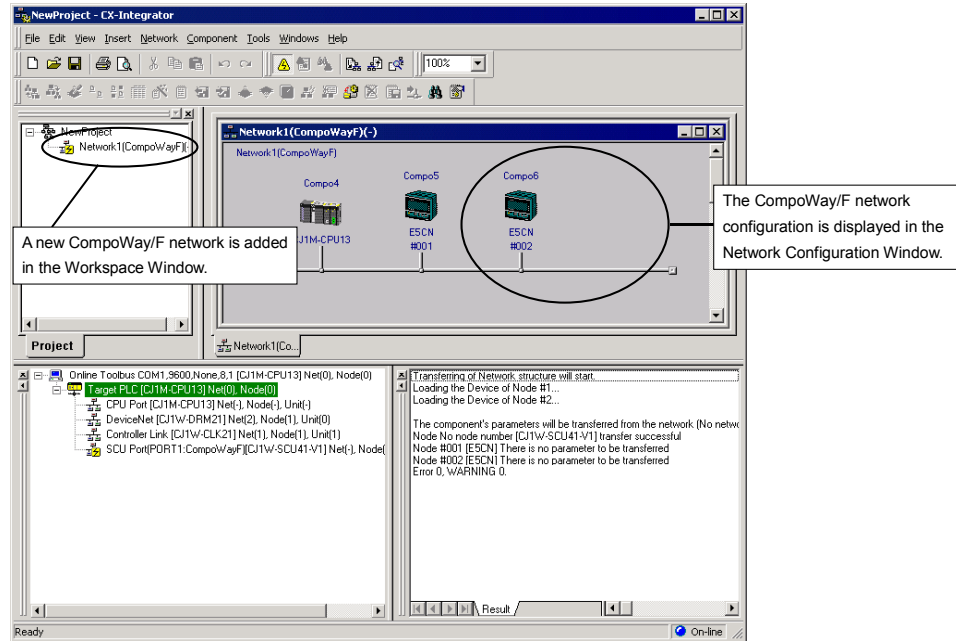 NewProject - CX-Integrator
File Edit View Insert Network Component Tools Windows Help
100%
NewProject
Network1(CompoWayF)(-
Project
Network1(CompoWayF)(-)
Network1(CompoWayF)
Compo4
Compo5
Compo6
CJ1M-CPU13
E5CN
#001
E5CN
#002
Network1(Co...
A new CompoWay/F network is added
in the Workspace Window.
The CompoWay/F network
configuration is displayed in the
Network Configuration Window.
Online Toolbus COM1,9600,None,8,1 [CJ1M-CPU13] Net(0), Node(0)
Target PLC [CJ1M-CPU13] Net(0), Node(0)
CPU Port [CJ1M-CPU13] Net(-), Node(-), Unit(-)
DeviceNet [CJ1W-DRM21] Net(2), Node(1), Unit(0)
Controller Link [CJ1W-CLK21] Net(1), Node(1), Unit(1)
SCU Port(PORT1:CompoWayF)[CJ1W-SCU41-V1] Net(-), Node(
Transferring of Network structure will start.
Loading the Device of Node #1...
Loading the Device of Node #2...
The component's parameters will be transferred from the network (No netwo
Node No node number [CJ1W-SCU41-V1] transfer successful
Node #001 [E5CN] There is no parameter to be transferred
Node #002 [E5CN] There is no parameter to be transferred
Error 0, WARNING 0.
Result
Ready
On-line